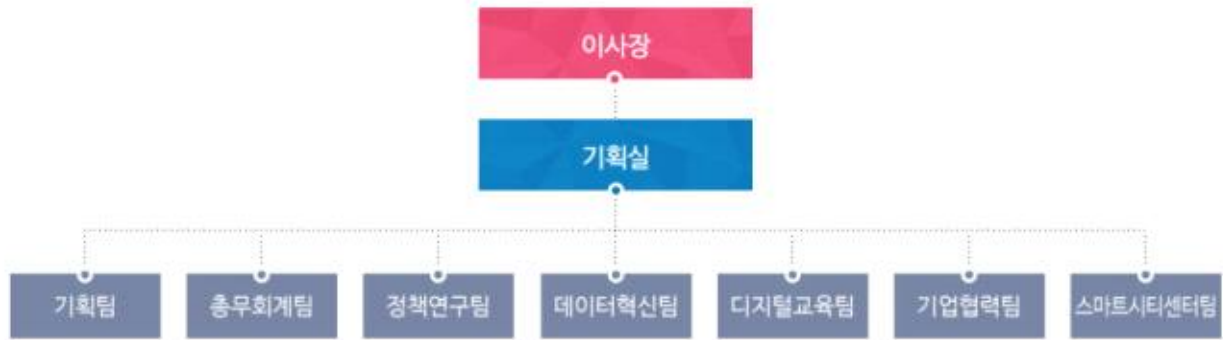 이사장
기획실
기획팀
총무회계팀
정책연구팀
데이터혁신팀
디지털교육팀
기업협력팀
스마트시티센터팀